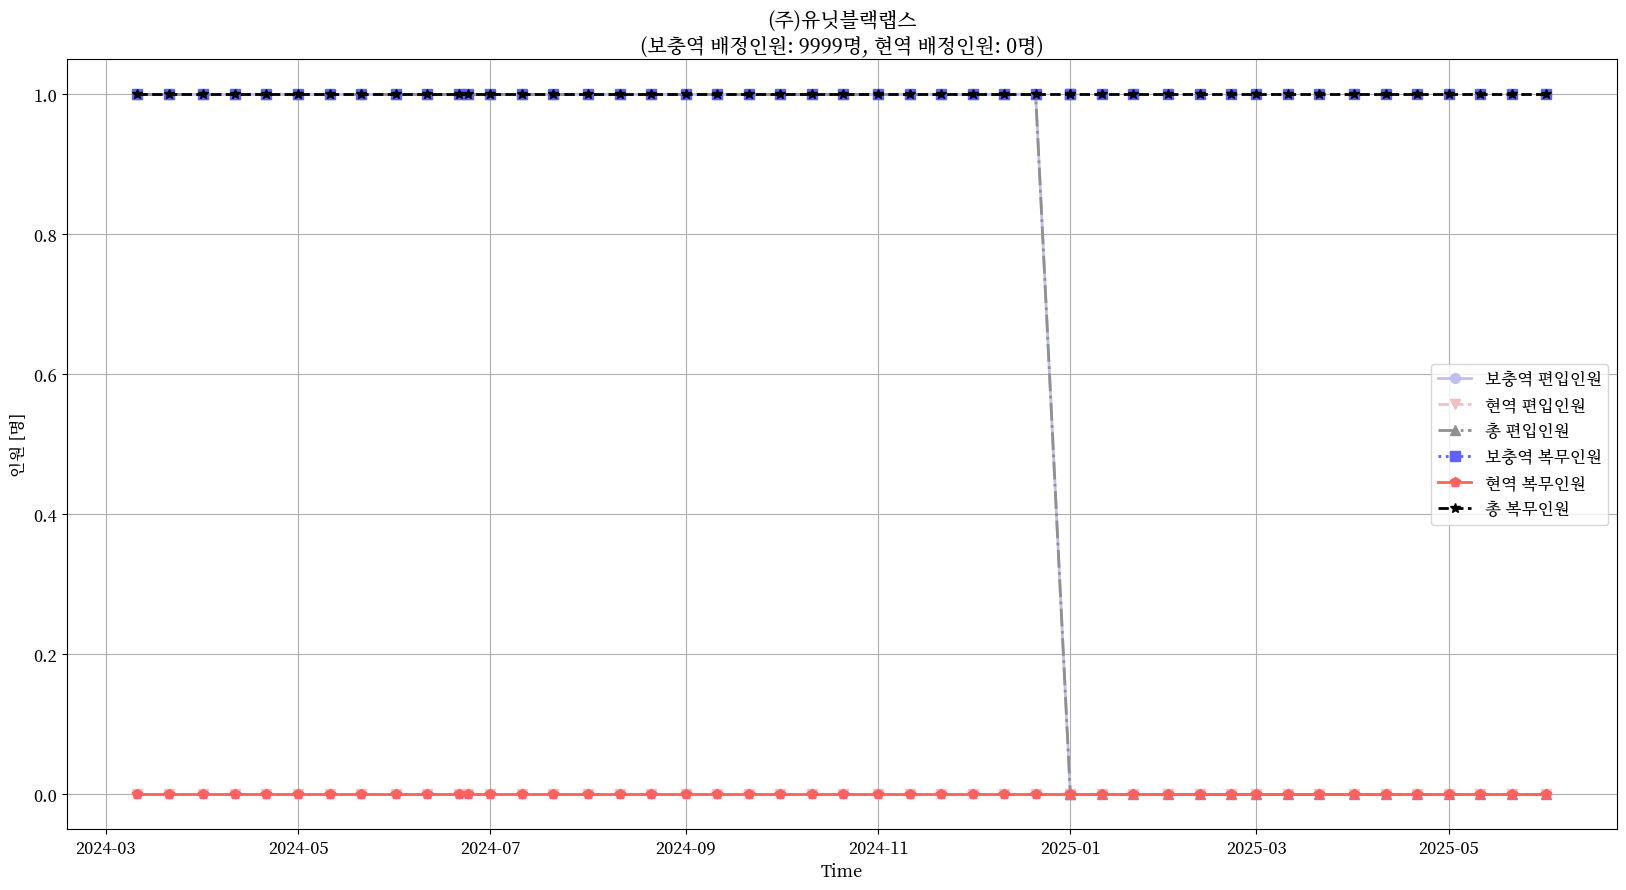 (주)유닛블랙랩스
(보충역 배정인원: 9999명, 현역 배정인원: 0명)
1.0
0.8
0.6
0.4
0.2
0.0
인원 [명]
보충역 편입인원
현역 편입인원
총 편입인원
보충역 복무인원
현역 복무인원
총 복무인원
2024-03 2024-05 2024-07 2024-09 2024-11 2025-01 2025-03 2025-05
Time